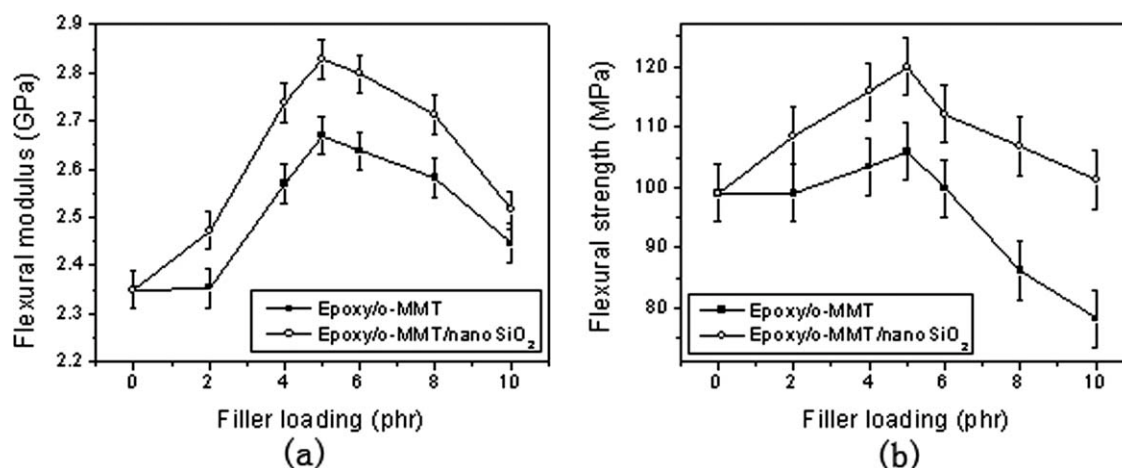 Flexural modulus (GPa)
2.9
2.8
2.7
2.6
2.5
2.4
2.3
2.2
Epoxy/o-MMT
Epoxy/o-MMT/nano SiO₂
0 2 4 6 8 10
Filler loading (phr)
(a)
Flexural strength (MPa)
120
110
100
90
80
Epoxy/o-MMT
Epoxy/o-MMT/nano SiO₂
0 2 4 6 8 10
Filler loading (phr)
(b)